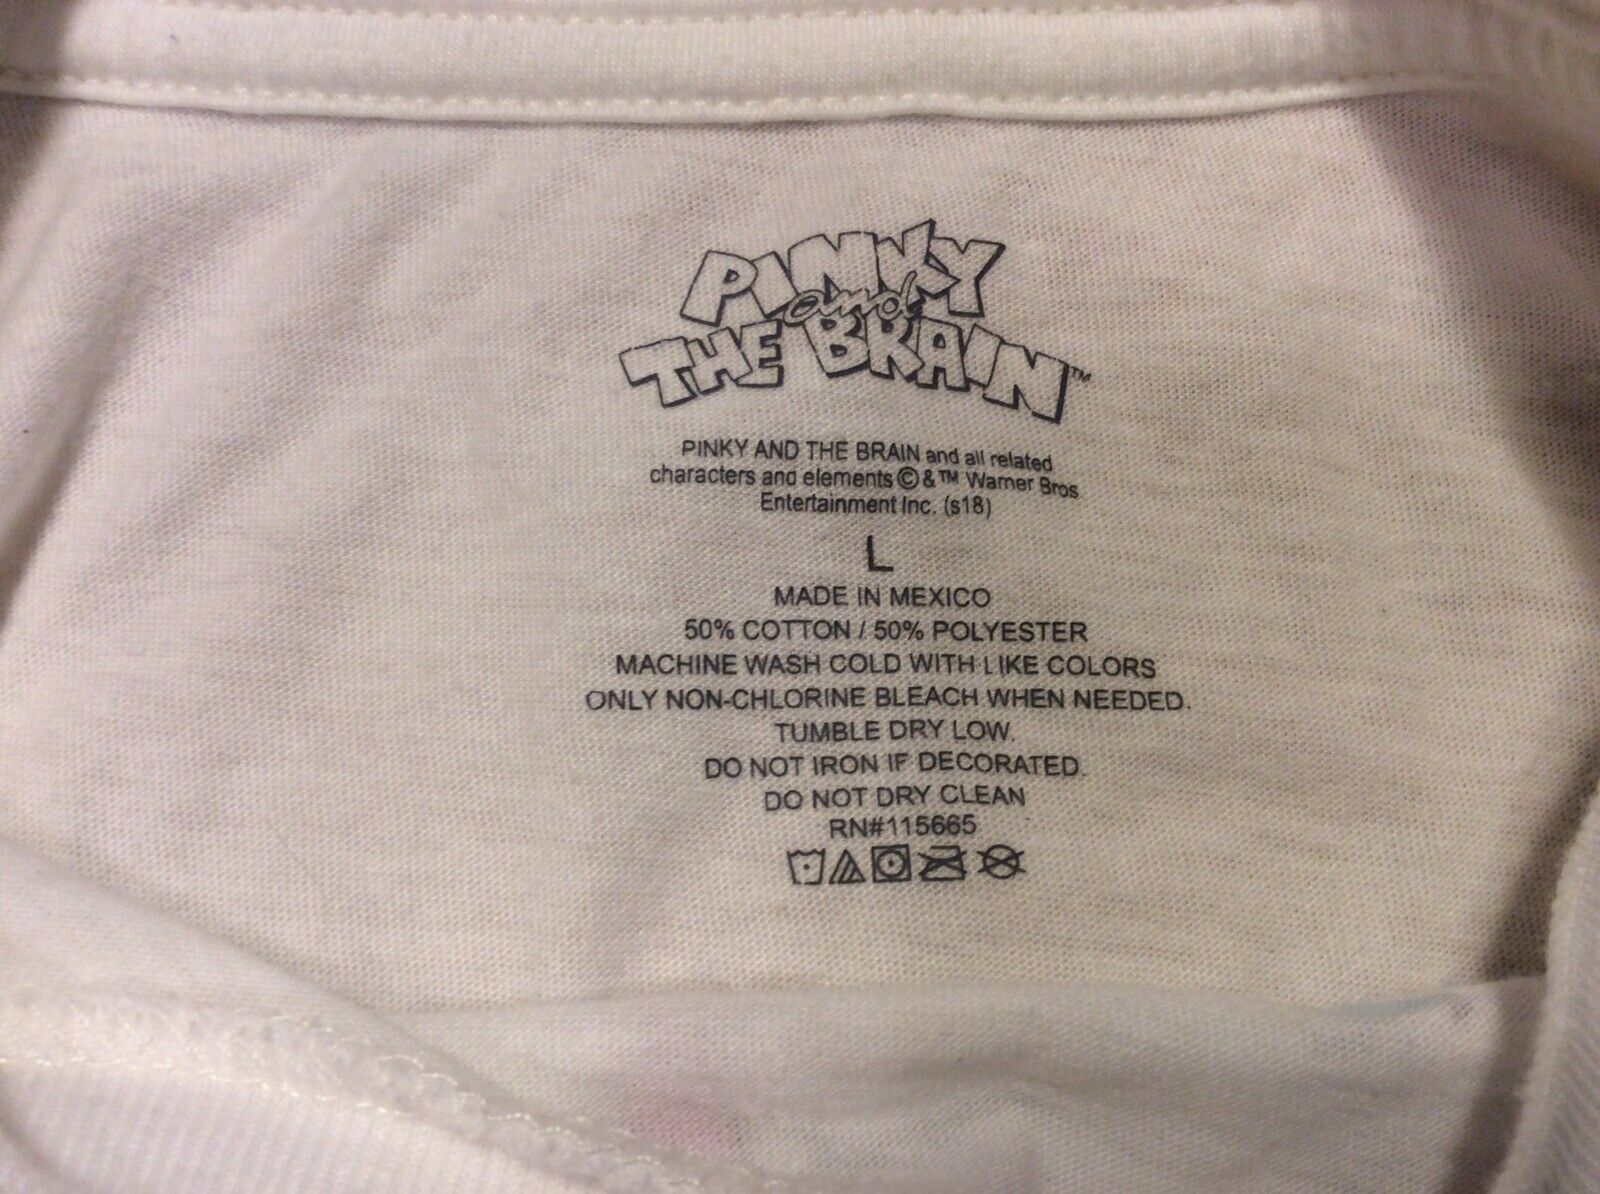 PINKY
and
THE BRAIN™
PINKY AND THE BRAIN and all related
characters and elements © & ™ Warner Bros
Entertainment Inc. (s18)
L
MADE IN MEXICO
50% COTTON / 50% POLYESTER
MACHINE WASH COLD WITH LIKE COLORS
ONLY NON-CHLORINE BLEACH WHEN NEEDED.
TUMBLE DRY LOW.
DO NOT IRON IF DECORATED.
DO NOT DRY CLEAN
RN#115665